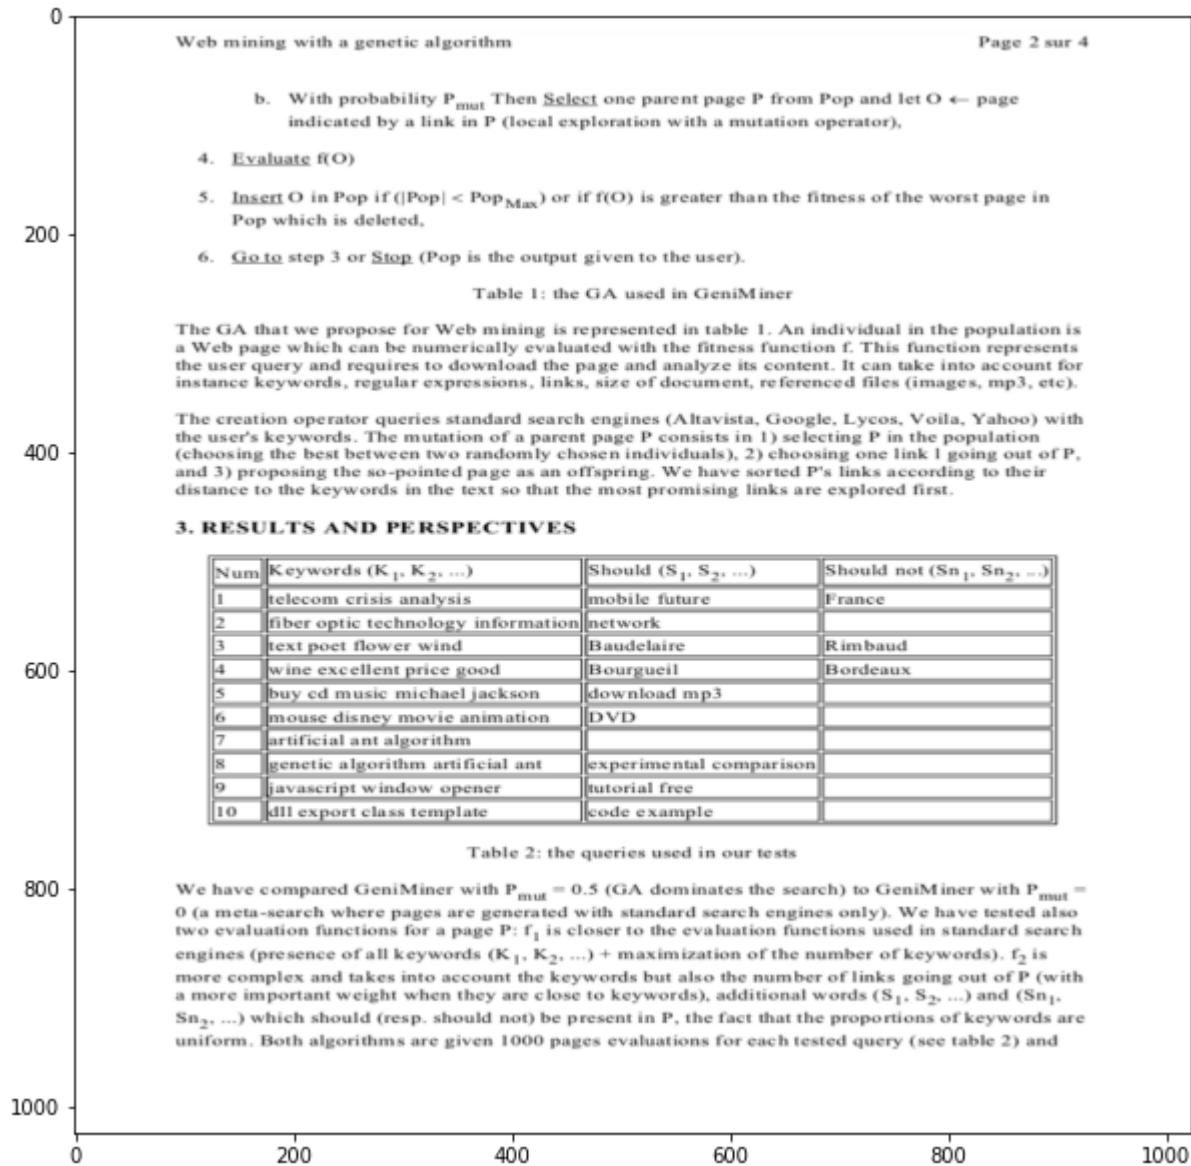 0
Web mining with a genetic algorithm Page 2 sur 4
b. With probability Pmut Then Select one parent page P from Pop and let O ← page
indicated by a link in P (local exploration with a mutation operator),
4. Evaluate f(O)
5. Insert O in Pop if (|Pop| < PopMax) or if f(O) is greater than the fitness of the worst page in
Pop which is deleted,
200
6. Go to step 3 or Stop (Pop is the output given to the user).
Table 1: the GA used in GeniMiner
The GA that we propose for Web mining is represented in table 1. An individual in the population is
a Web page which can be numerically evaluated with the fitness function f. This function represents
the user query and requires to download the page and analyze its content. It can take into account for
instance keywords, regular expressions, links, size of document, referenced files (images, mp3, etc).
The creation operator queries standard search engines (Altavista, Google, Lycos, Voila, Yahoo) with
the user's keywords. The mutation of a parent page P consists in 1) selecting P in the population
400
(choosing the best between two randomly chosen individuals), 2) choosing one link l going out of P,
and 3) proposing the so-pointed page as an offspring. We have sorted P's links according to their
distance to the keywords in the text so that the most promising links are explored first.
3. RESULTS AND PERSPECTIVES
Num Keywords (K1, K2, ...) Should (S1, S2, ...) Should not (Sn1, Sn2, ...)
1 telecom crisis analysis mobile future France
2 fiber optic technology information network
3 text poet flower wind Baudelaire Rimbaud
600
4 wine excellent price good Bourgueil Bordeaux
5 buy cd music michael jackson download mp3
6 mouse disney movie animation DVD
7 artificial ant algorithm
8 genetic algorithm artificial ant experimental comparison
9 javascript window opener tutorial free
10 dll export class template code example
Table 2: the queries used in our tests
800
We have compared GeniMiner with Pmut = 0.5 (GA dominates the search) to GeniMiner with Pmut =
0 (a meta-search where pages are generated with standard search engines only). We have tested also
two evaluation functions for a page P: f1 is closer to the evaluation functions used in standard search
engines (presence of all keywords (K1, K2, ...) + maximization of the number of keywords). f2 is
more complex and takes into account the keywords but also the number of links going out of P (with
a more important weight when they are close to keywords), additional words (S1, S2, ...) and (Sn1,
Sn2, ...) which should (resp. should not) be present in P, the fact that the proportions of keywords are
uniform. Both algorithms are given 1000 pages evaluations for each tested query (see table 2) and
1000
0 200 400 600 800 1000